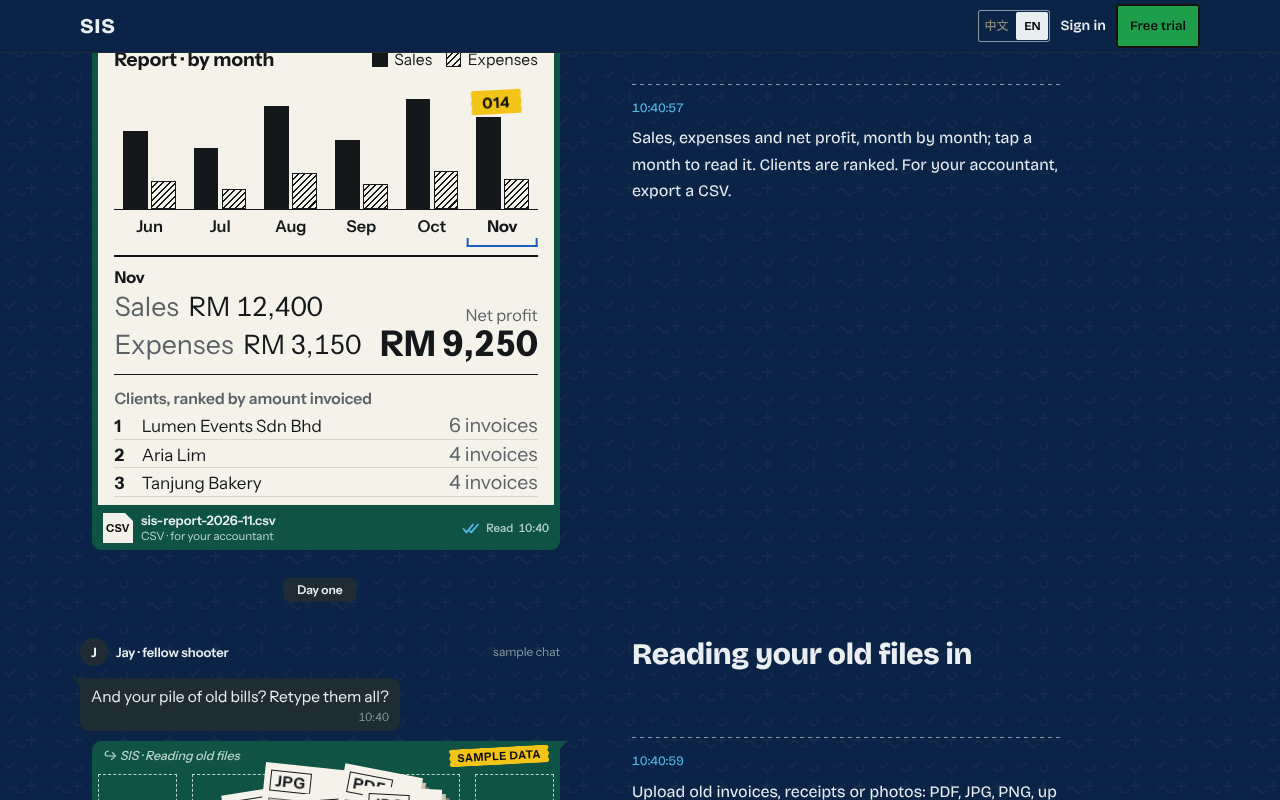 SIS
中文 EN Sign in Free trial
Report · by month
Sales Expenses
014
Jun Jul Aug Sep Oct Nov
Nov
Sales RM 12,400
Expenses RM 3,150
Net profit
RM 9,250
Clients, ranked by amount invoiced
1 Lumen Events Sdn Bhd 6 invoices
2 Aria Lim 4 invoices
3 Tanjung Bakery 4 invoices
CSV
sis-report-2026-11.csv
CSV · for your accountant
Read 10:40
10:40:57
Sales, expenses and net profit, month by month; tap a
month to read it. Clients are ranked. For your accountant,
export a CSV.
Day one
J Jay · fellow shooter
sample chat
And your pile of old bills? Retype them all?
10:40
↪ SIS · Reading old files
SAMPLE DATA
JPG
Reading your old files in
10:40:59
Upload old invoices, receipts or photos: PDF, JPG, PNG, up